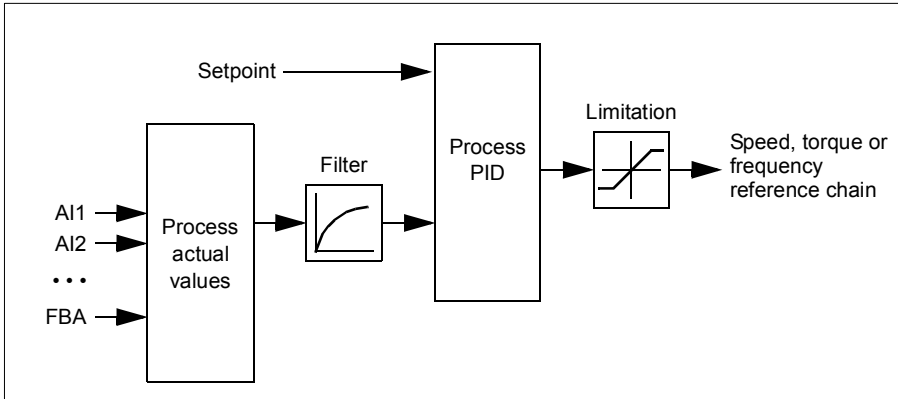 Setpoint
AI1
AI2
...
FBA
Process
actual
values
Filter
Process
PID
Limitation
Speed, torque or
frequency
reference chain